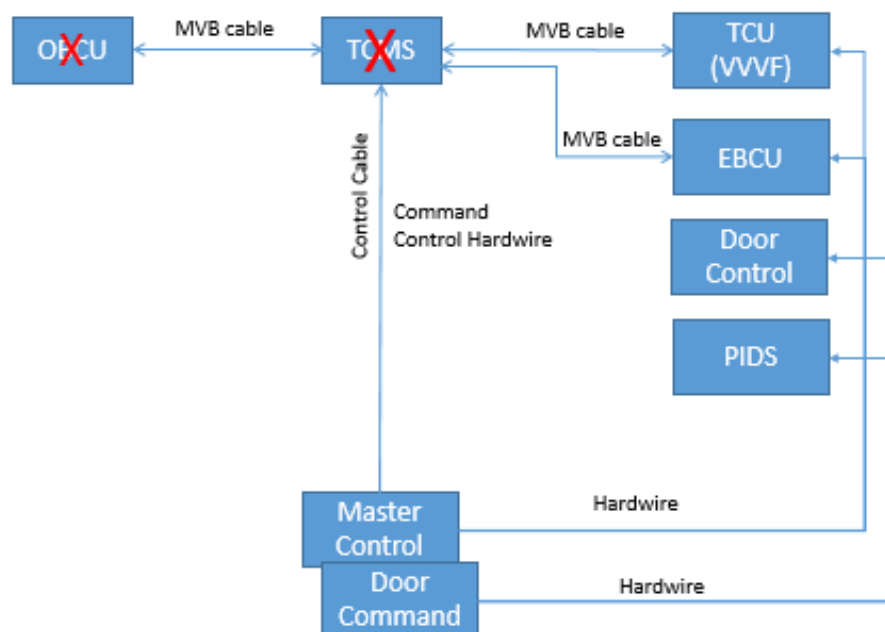 MVB cable
TCMS
MVB cable
TCU
(VVVF)
MVB cable
EBCU
Control Cable
Command
Control Hardwire
Door
Control
PIDS
Master
Control
Hardwire
Door
Command
Hardwire